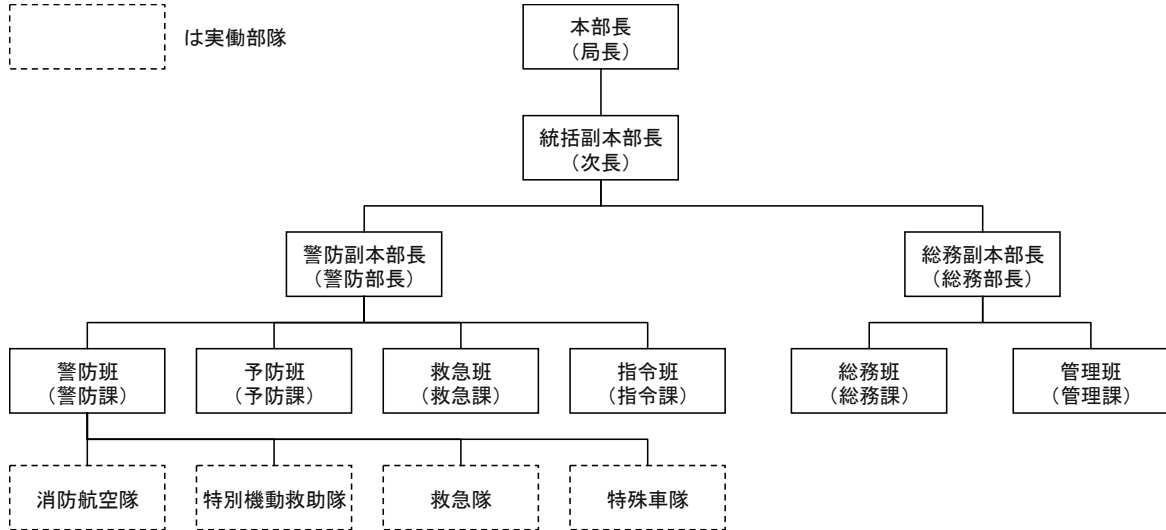 は実働部隊
本部長
（局長）
統括副本部長
（次長）
警防副本部長
（警防部長）
総務副本部長
（総務部長）
警防班
（警防課）
予防班
（予防課）
救急班
（救急課）
指令班
（指令課）
総務班
（総務課）
管理班
（管理課）
消防航空隊
特別機動救助隊
救急隊
特殊車隊